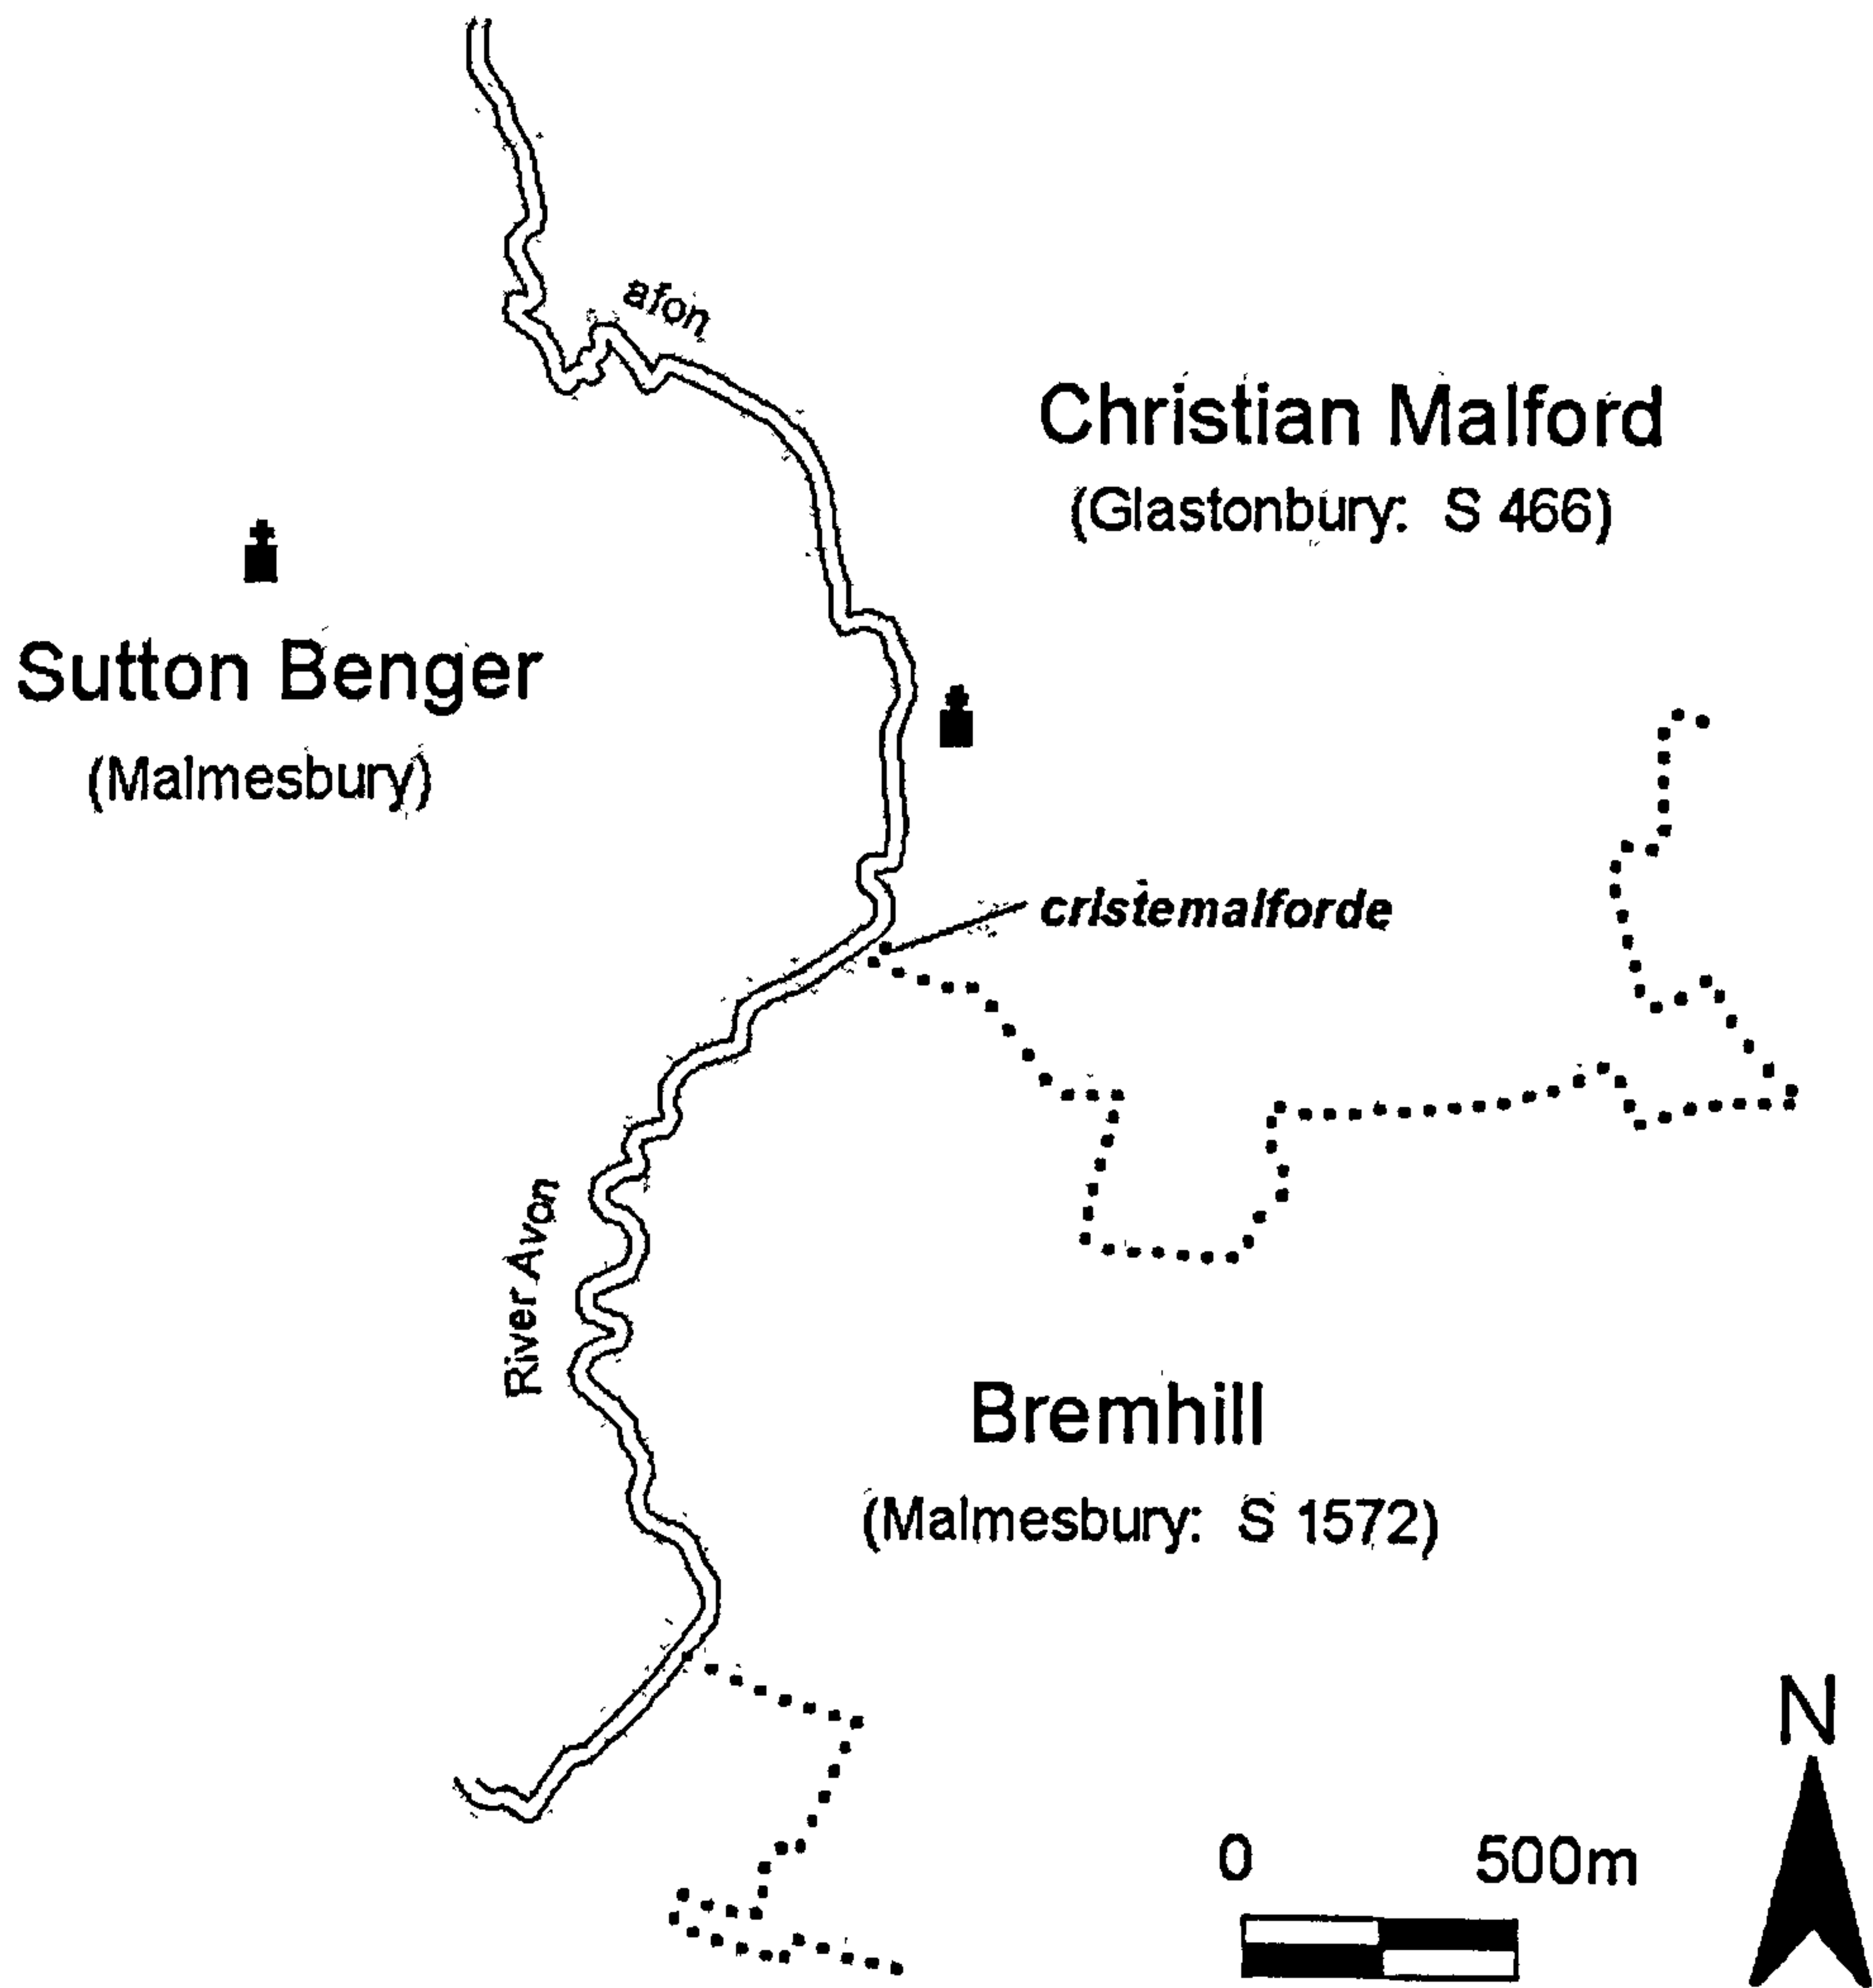 afon
Christian Malford
(Glastonbury: S 466)
Sutton Benger
(Malmesbury)
cristemalforde
River Avon
Bremhill
(Malmesbury: S 1572)
N
0 500m